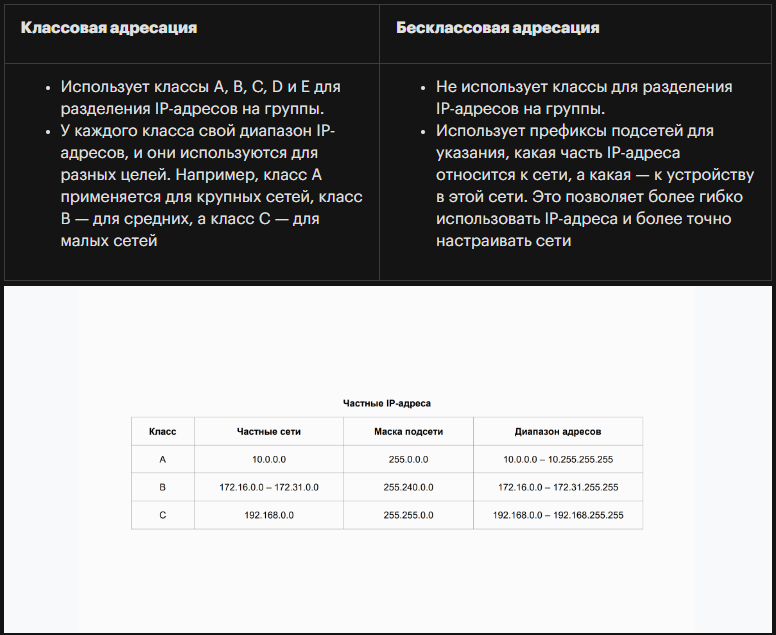 Классовая адресация
Бесклассовая адресация
• Использует классы A, B, C, D и E для
разделения IP-адресов на группы.
• У каждого класса свой диапазон IP-
адресов, и они используются для
разных целей. Например, класс A
применяется для крупных сетей, класс
B — для средних, а класс C — для
малых сетей
• Не использует классы для разделения
IP-адресов на группы.
• Использует префиксы подсетей для
указания, какая часть IP-адреса
относится к сети, а какая — к устройству
в этой сети. Это позволяет более гибко
использовать IP-адреса и более точно
настраивать сети
Частные IP-адреса
Класс Частные сети Маска подсети Диапазон адресов
A 10.0.0.0 255.0.0.0 10.0.0.0 – 10.255.255.255
B 172.16.0.0 – 172.31.0.0 255.240.0.0 172.16.0.0 – 172.31.255.255
C 192.168.0.0 255.255.0.0 192.168.0.0 – 192.168.255.255